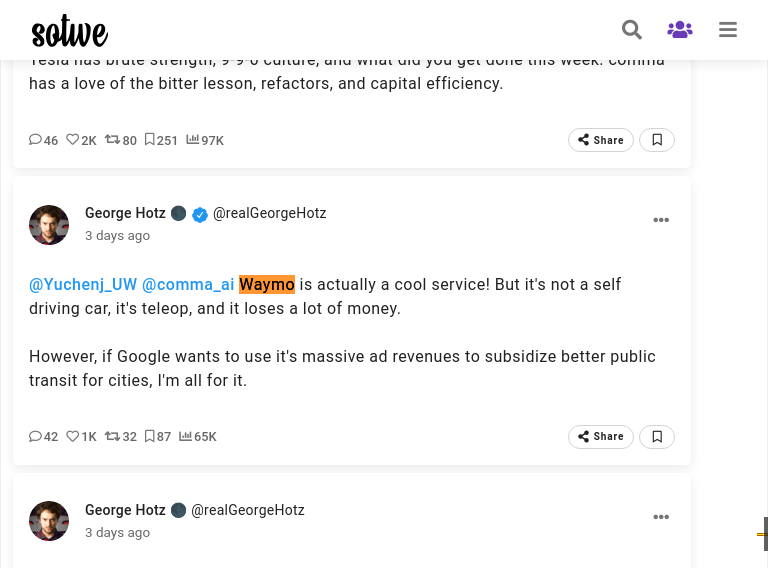 sotwe
Tesla has brute strength, 9-9-6 culture, and what did you get done this week. comma
has a love of the bitter lesson, refactors, and capital efficiency.
46 2K 80 251 97K Share
George Hotz @realGeorgeHotz
3 days ago
@Yuchenj_UW @comma_ai Waymo is actually a cool service! But it's not a self
driving car, it's teleop, and it loses a lot of money.
However, if Google wants to use it's massive ad revenues to subsidize better public
transit for cities, I'm all for it.
42 1K 32 87 65K Share
George Hotz @realGeorgeHotz
3 days ago